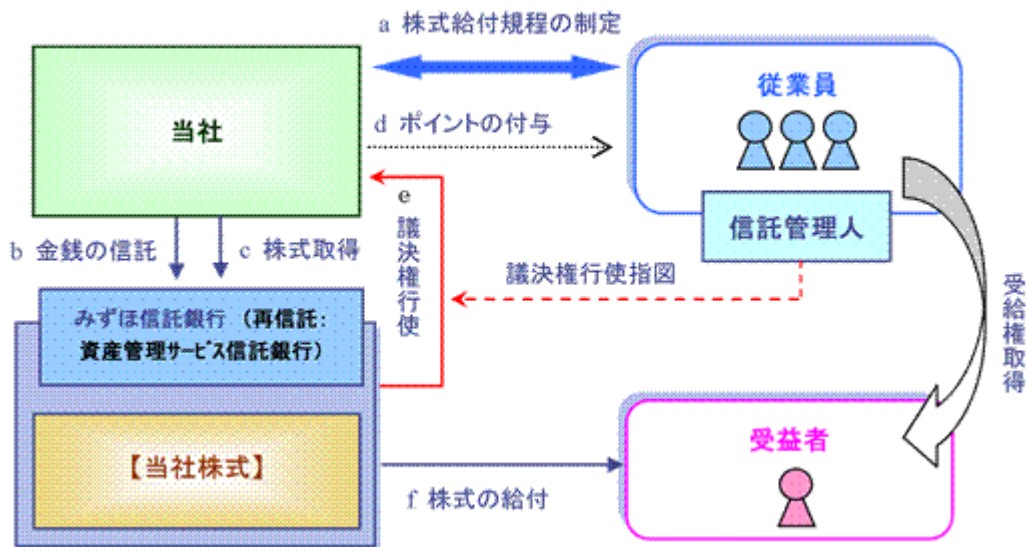 a 株式給付規程の制定
当社
従業員
d ポイントの付与
e
議決権行使
信託管理人
b 金銭の信託
c 株式取得
議決権行使指図
受給権取得
みずほ信託銀行 (再信託:
資産管理サービス信託銀行)
【当社株式】
受益者
f 株式の給付